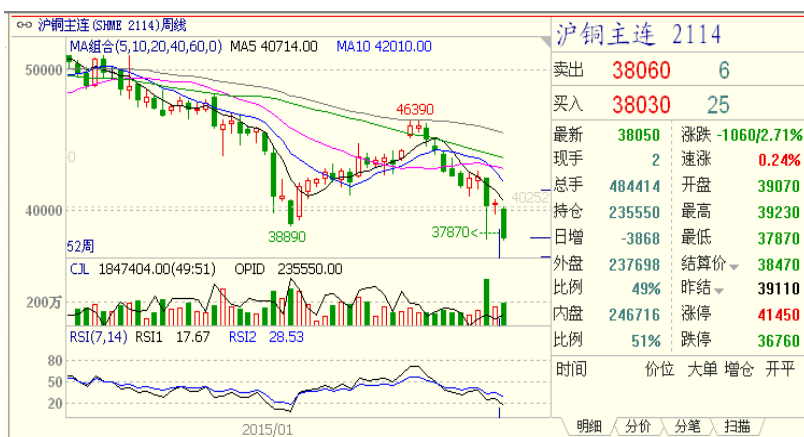 沪铜主连(SHME 2114)周线
MA组合(5,10,20,40,60,0) MA5 40714.00 MA10 42010.00
50000
46390
0
40252
40000
38890
37870<-
52周
CJL 1847404.00(49:51) OPID 235550.00
200万
RSI(7,14) RSI1 17.67 RSI2 28.53
80
50
20
2015/01
沪铜主连 2114
卖出 38060 6
买入 38030 25
最新 38050 涨跌 -1060/2.71%
现手 2 速涨 0.24%
总手 484414 开盘 39070
持仓 235550 最高 39230
日增 -3868 最低 37870
外盘 237698 结算价 38470
比例 49% 昨结 39110
内盘 246716 涨停 41450
比例 51% 跌停 36760
时间 价位 大单 增仓 开平
明细 分价 分笔 扫描